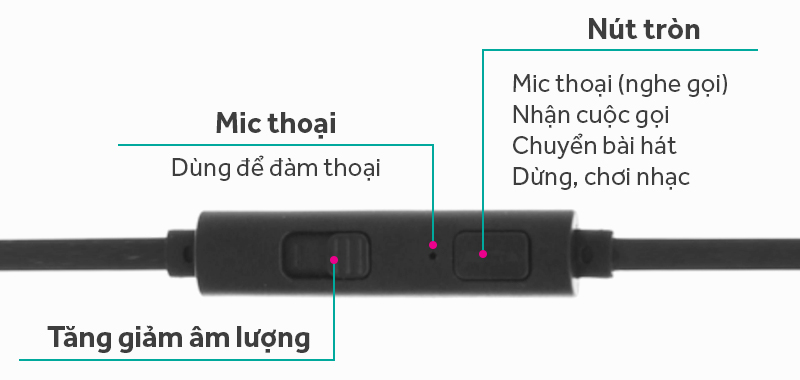 Nút tròn
Mic thoại (nghe gọi)
Nhận cuộc gọi
Chuyển bài hát
Dừng, chơi nhạc
Mic thoại
Dùng để đàm thoại
Tăng giảm âm lượng